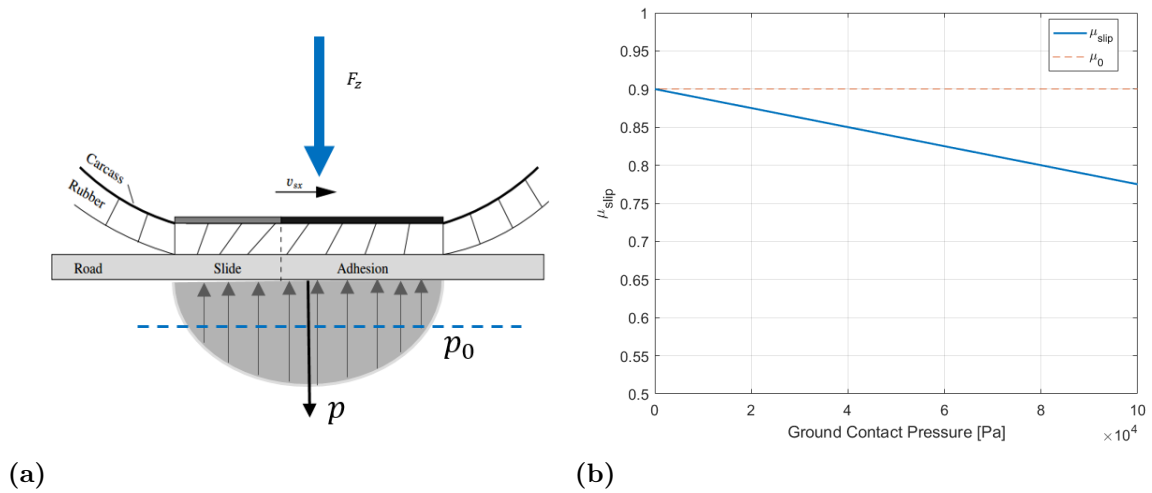 F_z
Carcass
Rubber
v_sx
Road
Slide
Adhesion
p_0
p
(a)
1
0.95
0.9
0.85
0.8
0.75
0.7
0.65
0.6
0.55
0.5
μ_slip
μ_slip
μ_0
0 2 4 6 8 10
×10^4
Ground Contact Pressure [Pa]
(b)